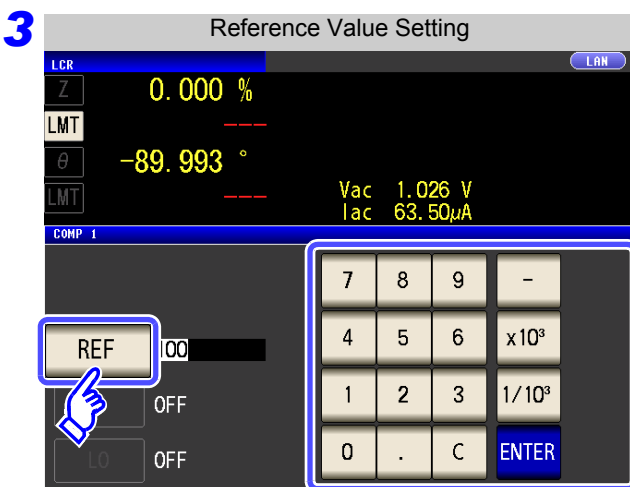 3 Reference Value Setting
LCR LAN
Z 0.000 %
LMT ---
θ -89.993 °
LMT ---
Vac 1.026 V
Iac 63.50μA
COMP 1
7 8 9 -
REF 100 4 5 6 x10³
OFF 1 2 3 1/10³
LO OFF 0 . C ENTER